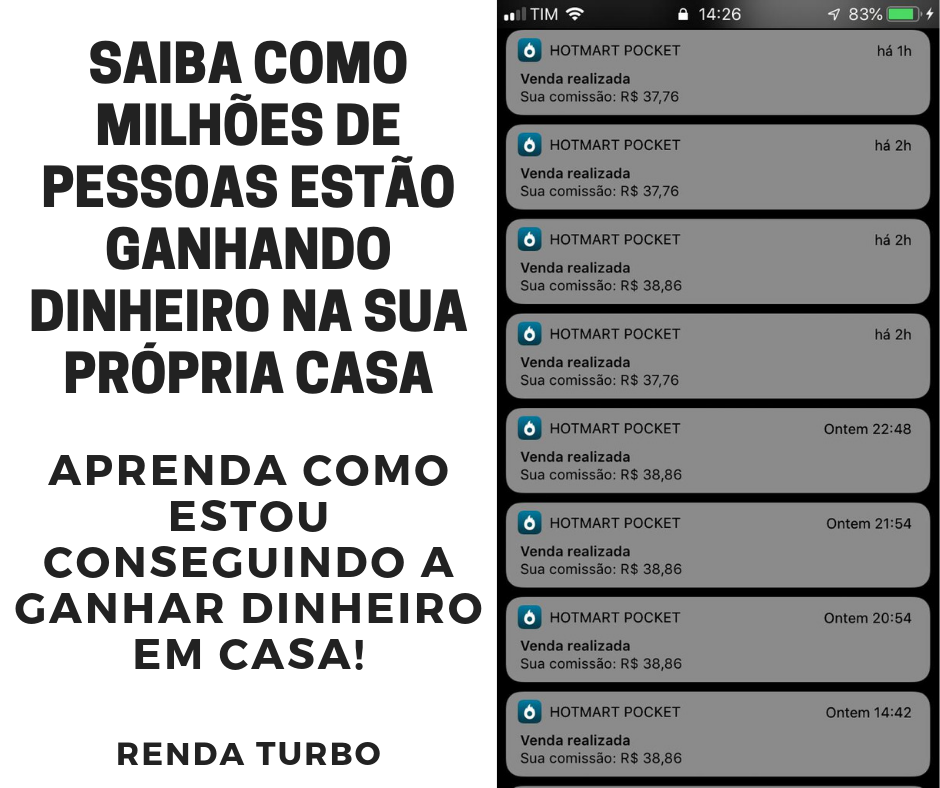 SAIBA COMO
MILHÕES DE
PESSOAS ESTÃO
GANHANDO
DINHEIRO NA SUA
PRÓPRIA CASA
APRENDA COMO
ESTOU
CONSEGUINDO A
GANHAR DINHEIRO
EM CASA!
RENDA TURBO
TIM 14:26 83%
HOTMART POCKET há 1h
Venda realizada
Sua comissão: R$ 37,76
HOTMART POCKET há 2h
Venda realizada
Sua comissão: R$ 37,76
HOTMART POCKET há 2h
Venda realizada
Sua comissão: R$ 38,86
HOTMART POCKET há 2h
Venda realizada
Sua comissão: R$ 37,76
HOTMART POCKET Ontem 22:48
Venda realizada
Sua comissão: R$ 38,86
HOTMART POCKET Ontem 21:54
Venda realizada
Sua comissão: R$ 38,86
HOTMART POCKET Ontem 20:54
Venda realizada
Sua comissão: R$ 38,86
HOTMART POCKET Ontem 14:42
Venda realizada
Sua comissão: R$ 38,86